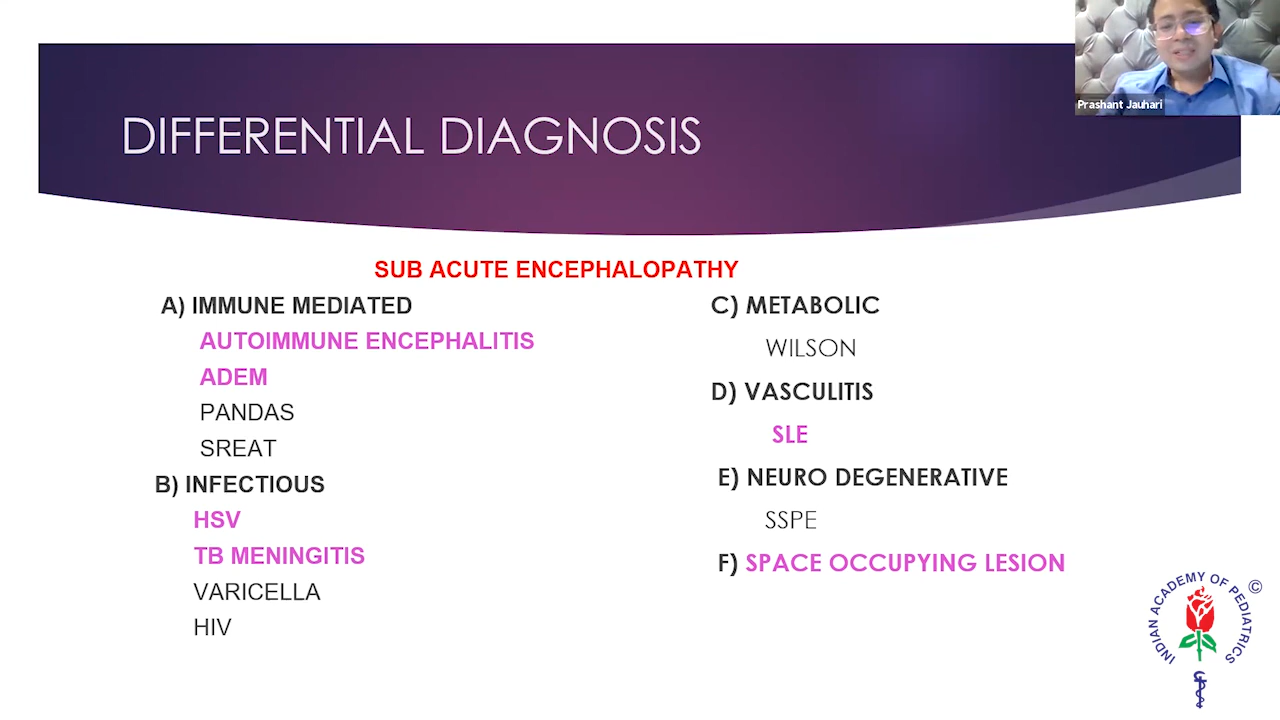 Prashant Jauhari
DIFFERENTIAL DIAGNOSIS
SUB ACUTE ENCEPHALOPATHY
A) IMMUNE MEDIATED
AUTOIMMUNE ENCEPHALITIS
ADEM
PANDAS
SREAT
B) INFECTIOUS
HSV
TB MENINGITIS
VARICELLA
HIV
C) METABOLIC
WILSON
D) VASCULITIS
SLE
E) NEURO DEGENERATIVE
SSPE
F) SPACE OCCUPYING LESION
INDIAN ACADEMY OF PEDIATRICS
©